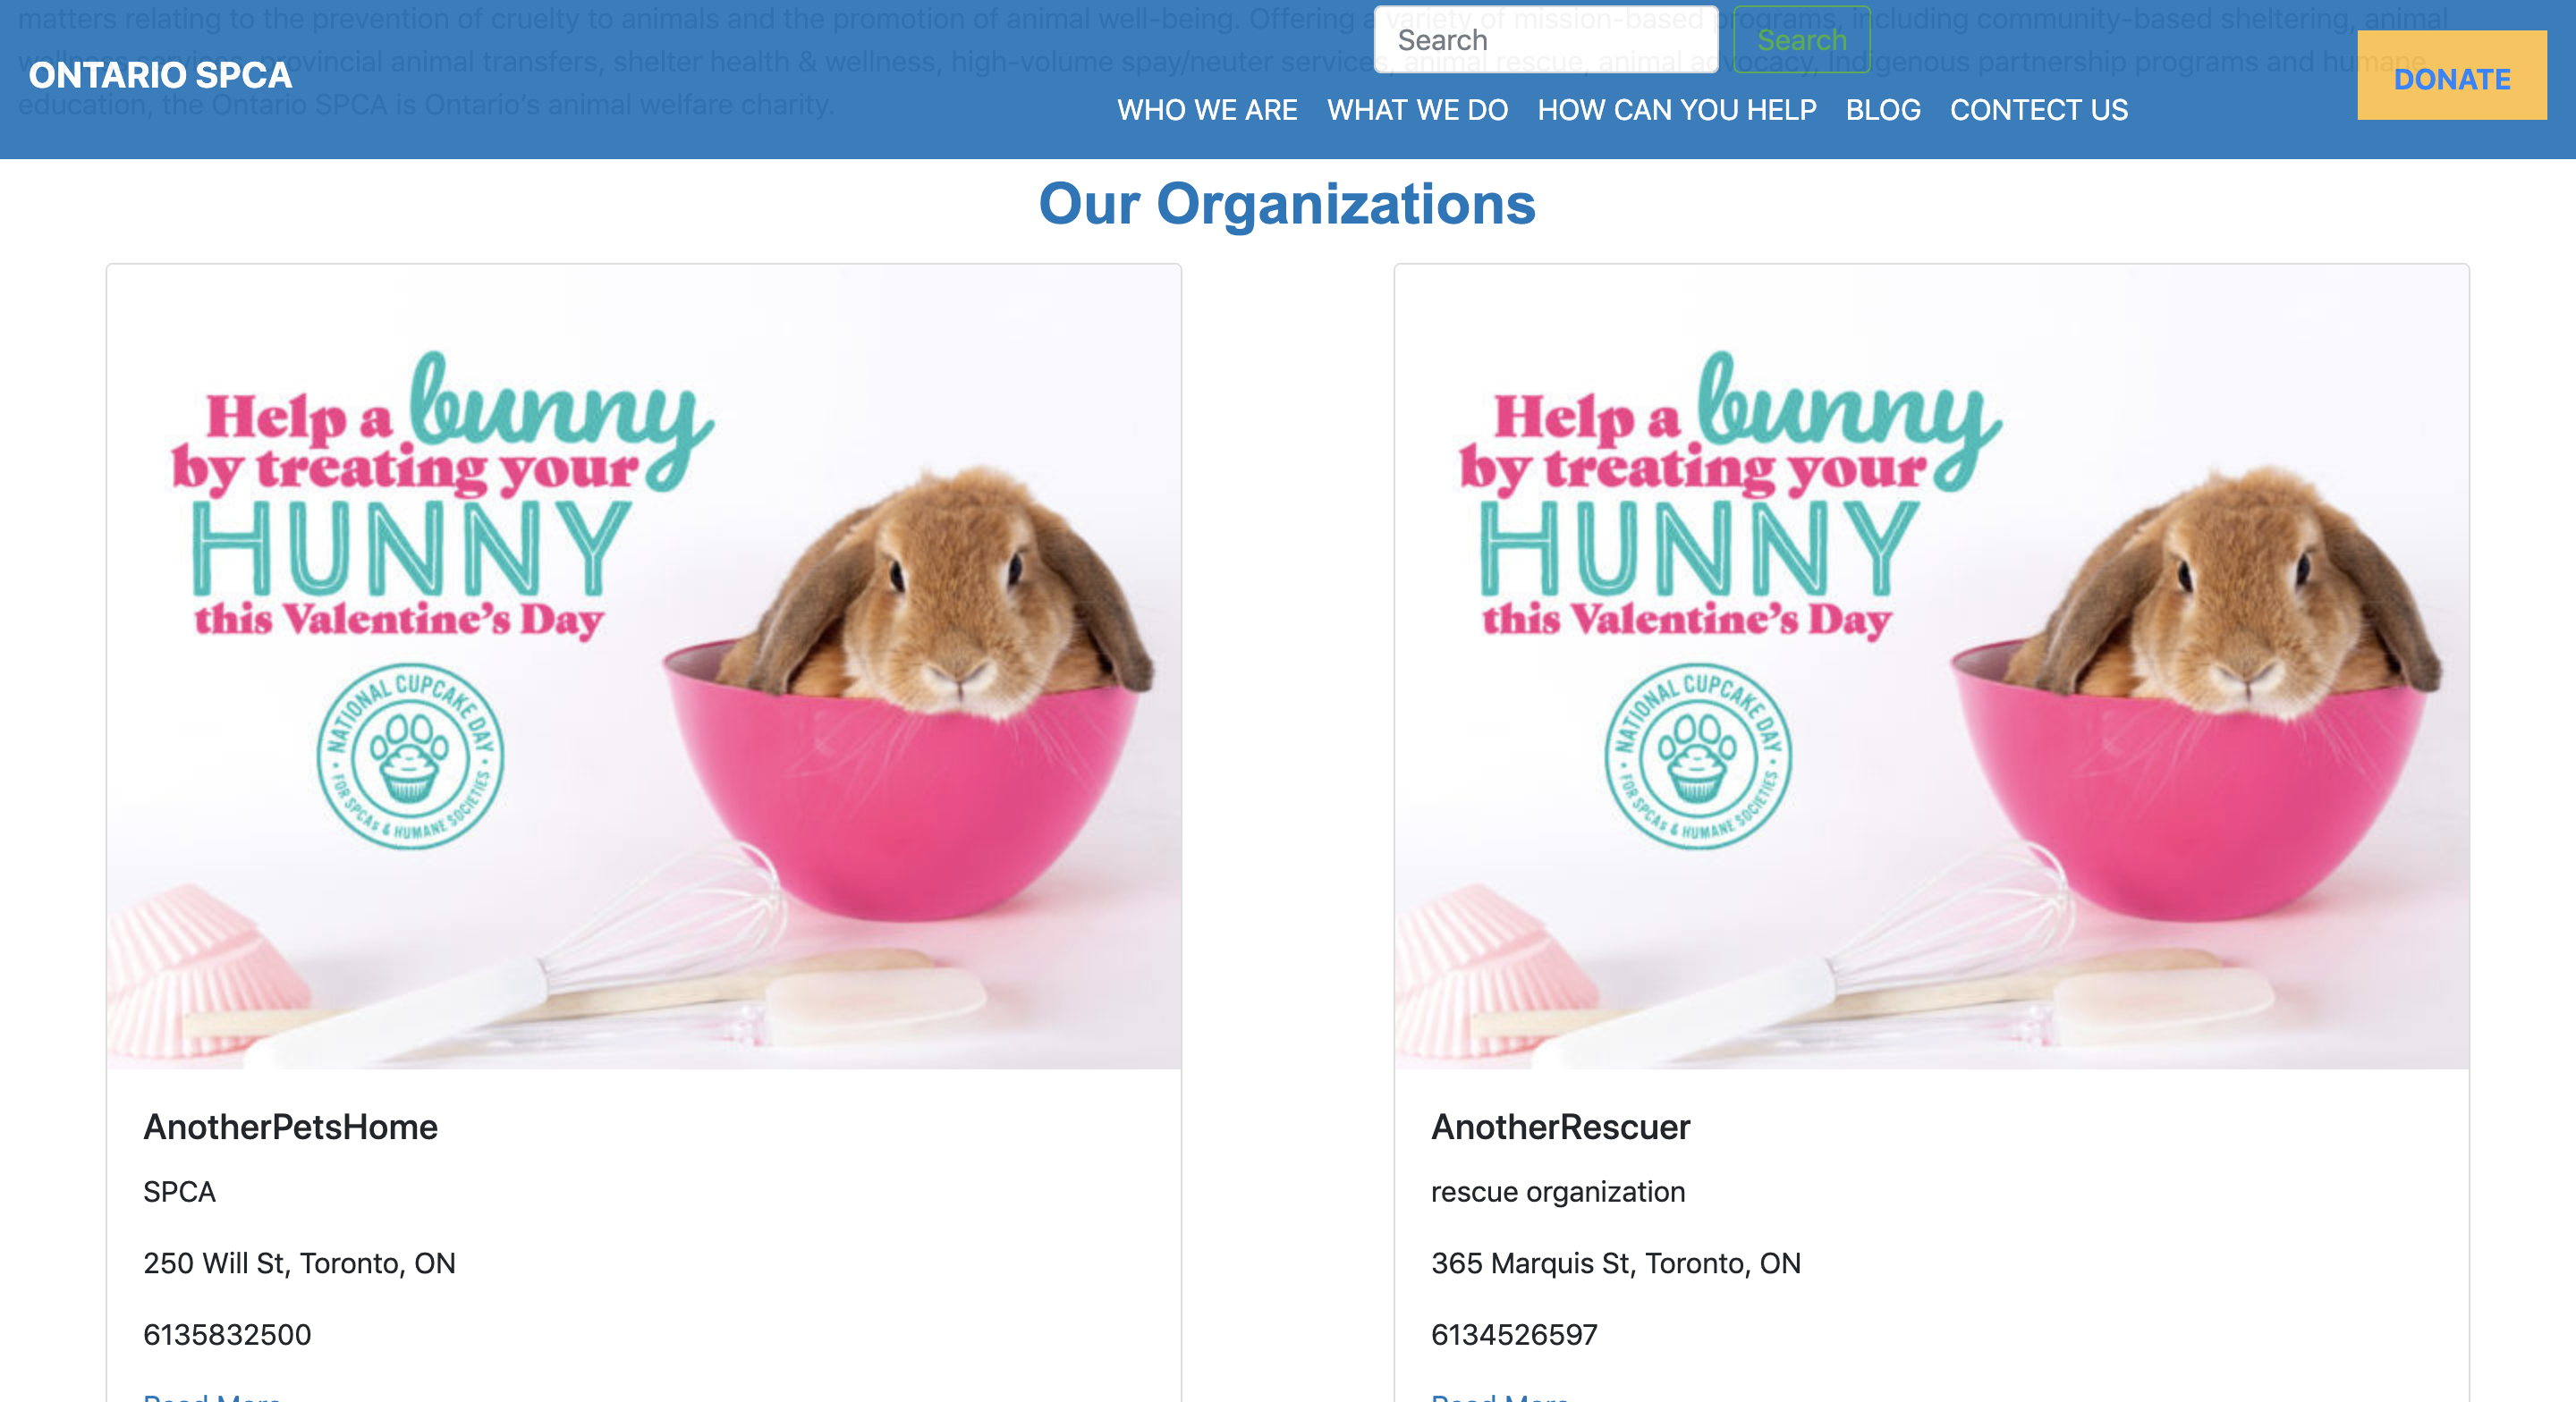 matters relating to the prevention of cruelty to animals and the promotion of animal well-being. Offering a variety of mission-based programs, including community-based sheltering, animal
provincial animal transfers, shelter health & wellness, high-volume spay/neuter services, animal rescue, animal advocacy, Indigenous partnership programs and humane
education, the Ontario SPCA is Ontario's animal welfare charity.
ONTARIO SPCA
Search
Search
WHO WE ARE
WHAT WE DO
HOW CAN YOU HELP
BLOG
CONTECT US
DONATE
Our Organizations
Help a bunny
by treating your
HUNNY
this Valentine's Day
• NATIONAL CUPCAKE DAY •
FOR SPCAs & HUMANE SOCIETIES
AnotherPetsHome
SPCA
250 Will St, Toronto, ON
6135832500
Read More
Help a bunny
by treating your
HUNNY
this Valentine's Day
• NATIONAL CUPCAKE DAY •
FOR SPCAs & HUMANE SOCIETIES
AnotherRescuer
rescue organization
365 Marquis St, Toronto, ON
6134526597
Read More